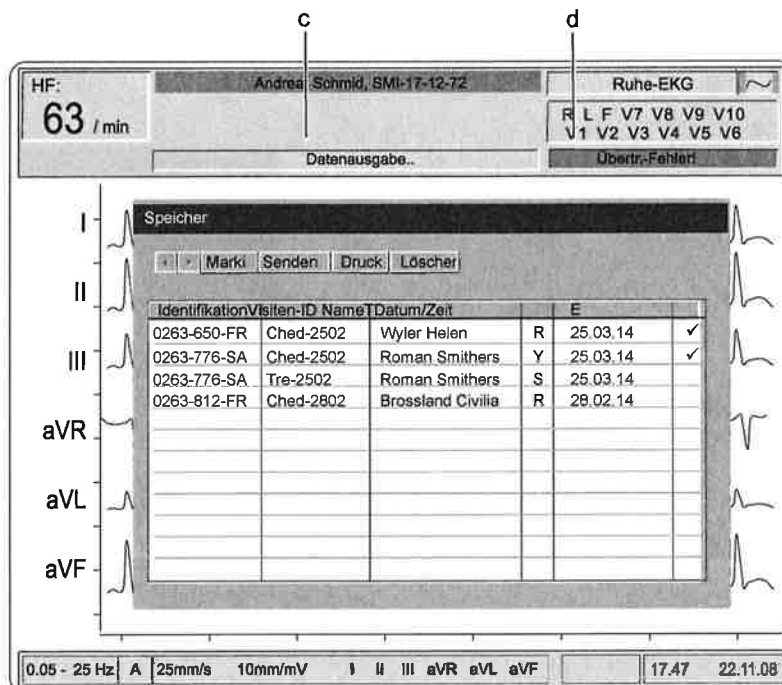 c d
HF:
63 / min
Andrea Schmid, SMI-17-12-72
Ruhe-EKG
R L F V7 V8 V9 V10
V1 V2 V3 V4 V5 V6
Datenausgabe..
Übertr.-Fehler!
Speicher
Marki Senden Druck Löscher
IdentifikationVisiten-ID NameTDatum/Zeit E
0263-650-FR Ched-2502 Wyler Helen R 25.03.14 ✓
0263-776-SA Ched-2502 Roman Smithers Y 25.03.14 ✓
0263-776-SA Tre-2502 Roman Smithers S 25.03.14
0263-812-FR Ched-2802 Brossland Civilia R 28.02.14
I
II
III
aVR
aVL
aVF
0.05 - 25 Hz A 25mm/s 10mm/mV I II III aVR aVL aVF 17.47 22.11.08